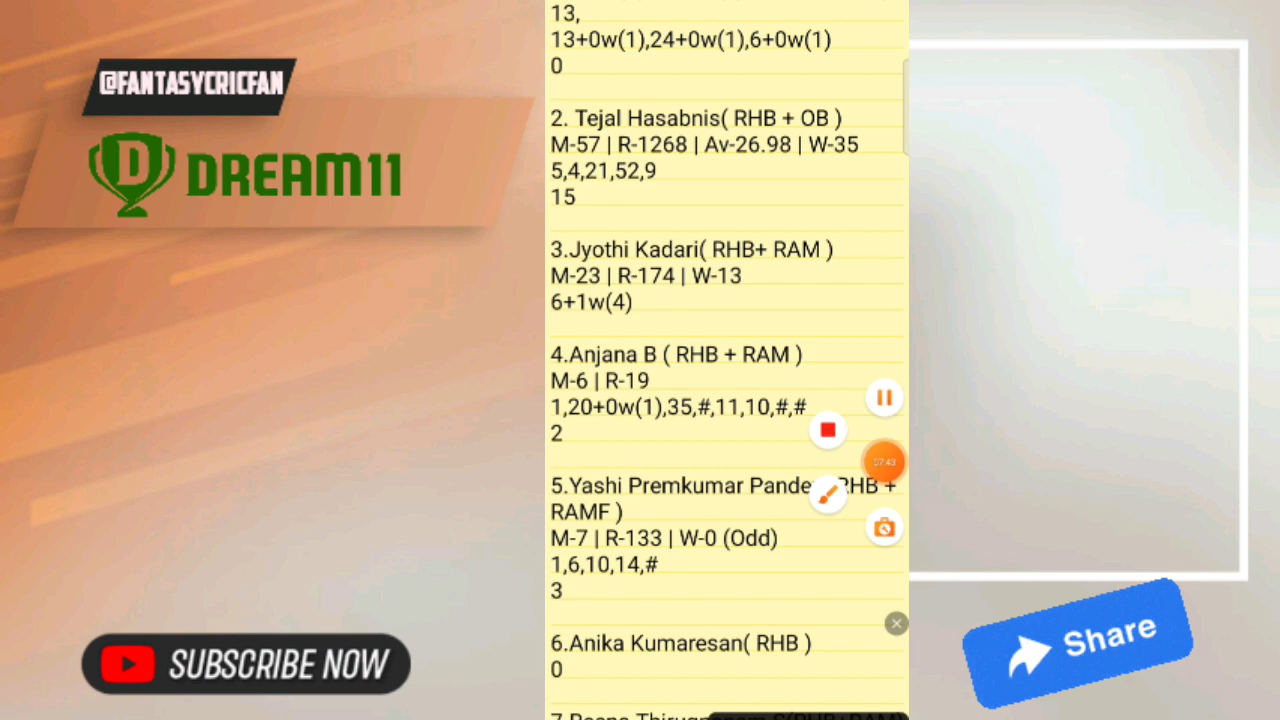 @FANTASYCRICFAN
DREAM11
13,
13+0w(1),24+0w(1),6+0w(1)
0
2. Tejal Hasabnis( RHB + OB )
M-57 | R-1268 | Av-26.98 | W-35
5,4,21,52,9
15
3.Jyothi Kadari( RHB+ RAM )
M-23 | R-174 | W-13
6+1w(4)
4.Anjana B ( RHB + RAM )
M-6 | R-19
1,20+0w(1),35,#,11,10,#,#
2
07:43
5.Yashi Premkumar RHB +
RAMF )
M-7 | R-133 | W-0 (Odd)
1,6,10,14,#
3
6.Anika Kumaresan( RHB )
0
SUBSCRIBE NOW
Share